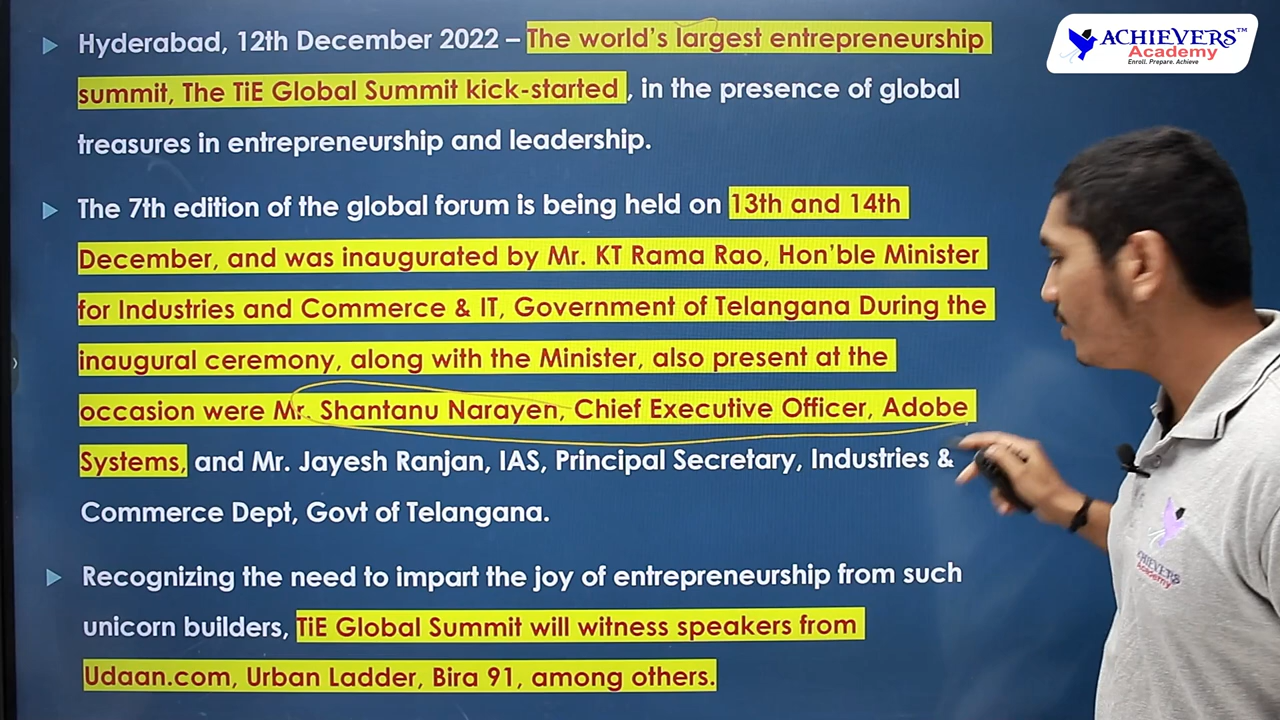 Hyderabad, 12th December 2022 – The world's largest entrepreneurship
summit, The TiE Global Summit kick-started , in the presence of global
treasures in entrepreneurship and leadership.
The 7th edition of the global forum is being held on 13th and 14th
December, and was inaugurated by Mr. KT Rama Rao, Hon'ble Minister
for Industries and Commerce & IT, Government of Telangana During the
inaugural ceremony, along with the Minister, also present at the
occasion were Mr. Shantanu Narayen, Chief Executive Officer, Adobe
Systems, and Mr. Jayesh Ranjan, IAS, Principal Secretary, Industries &
Commerce Dept, Govt of Telangana.
Recognizing the need to impart the joy of entrepreneurship from such
unicorn builders, TiE Global Summit will witness speakers from
Udaan.com, Urban Ladder, Bira 91, among others.
ACHIEVERS™
Academy
Enroll. Prepare. Achieve
ACHIEVERS
Academy